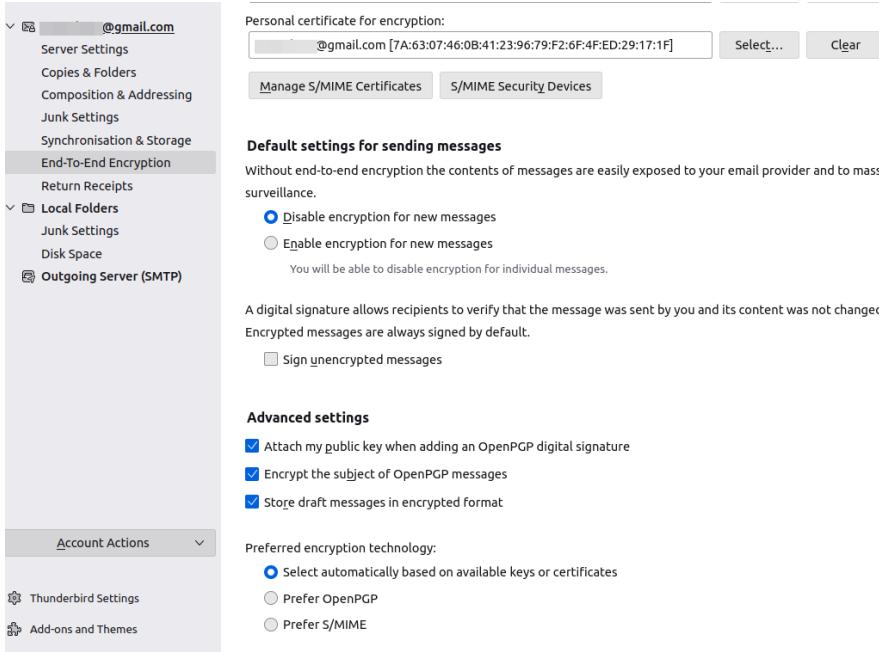 @gmail.com
Server Settings
Copies & Folders
Composition & Addressing
Junk Settings
Synchronisation & Storage
End-To-End Encryption
Return Receipts
Local Folders
Junk Settings
Disk Space
Outgoing Server (SMTP)
Account Actions
Thunderbird Settings
Add-ons and Themes
Personal certificate for encryption:
@gmail.com [7A:63:07:46:0B:41:23:96:79:F2:6F:4F:ED:29:17:1F]
Select...
Clear
Manage S/MIME Certificates
S/MIME Security Devices
Default settings for sending messages
Without end-to-end encryption the contents of messages are easily exposed to your email provider and to mass
surveillance.
Disable encryption for new messages
Enable encryption for new messages
You will be able to disable encryption for individual messages.
A digital signature allows recipients to verify that the message was sent by you and its content was not changed
Encrypted messages are always signed by default.
Sign unencrypted messages
Advanced settings
Attach my public key when adding an OpenPGP digital signature
Encrypt the subject of OpenPGP messages
Store draft messages in encrypted format
Preferred encryption technology:
Select automatically based on available keys or certificates
Prefer OpenPGP
Prefer S/MIME